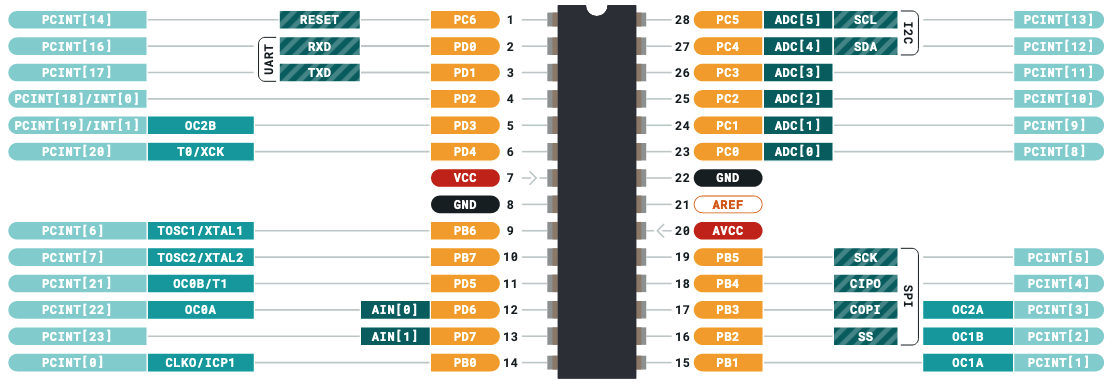 PCINT[14] RESET PC6 1 28 PC5 ADC[5] SCL PCINT[13]
PCINT[16] RXD PD0 2 27 PC4 ADC[4] SDA PCINT[12]
UART
I2C
PCINT[17] TXD PD1 3 26 PC3 ADC[3] PCINT[11]
PCINT[18]/INT[0] PD2 4 25 PC2 ADC[2] PCINT[10]
PCINT[19]/INT[1] OC2B PD3 5 24 PC1 ADC[1] PCINT[9]
PCINT[20] T0/XCK PD4 6 23 PC0 ADC[0] PCINT[8]
VCC 7 22 GND
GND 8 21 AREF
PCINT[6] TOSC1/XTAL1 PB6 9 20 AVCC
PCINT[7] TOSC2/XTAL2 PB7 10 19 PB5 SCK PCINT[5]
PCINT[21] OC0B/T1 PD5 11 18 PB4 CIPO PCINT[4]
SPI
PCINT[22] OC0A AIN[0] PD6 12 17 PB3 COPI OC2A PCINT[3]
PCINT[23] AIN[1] PD7 13 16 PB2 SS OC1B PCINT[2]
PCINT[0] CLKO/ICP1 PB0 14 15 PB1 OC1A PCINT[1]